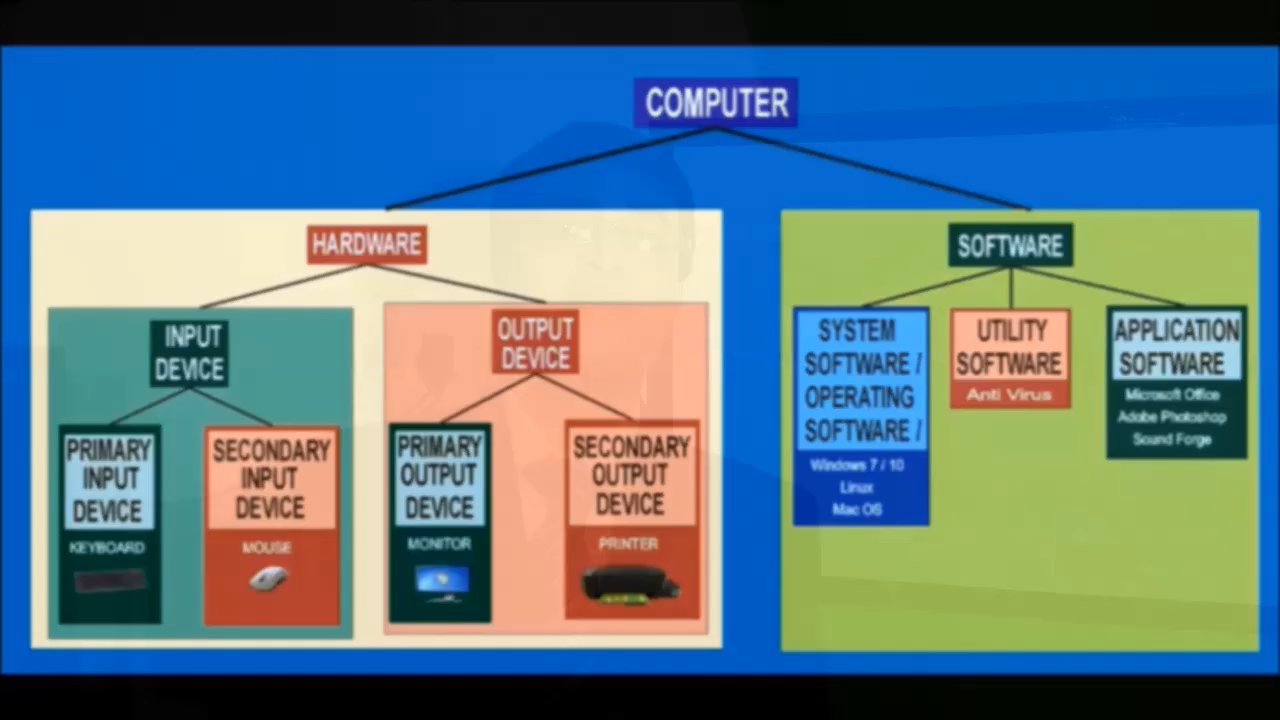 COMPUTER
HARDWARE
SOFTWARE
INPUT
DEVICE
OUTPUT
DEVICE
PRIMARY
INPUT
DEVICE
KEYBOARD
SECONDARY
INPUT
DEVICE
MOUSE
PRIMARY
OUTPUT
DEVICE
MONITOR
SECONDARY
OUTPUT
DEVICE
PRINTER
SYSTEM
SOFTWARE /
OPERATING
SOFTWARE /
Windows 7 / 10
Linux
Mac OS
UTILITY
SOFTWARE
Anti Virus
APPLICATION
SOFTWARE
Microsoft Office
Adobe Photoshop
Sound Forge